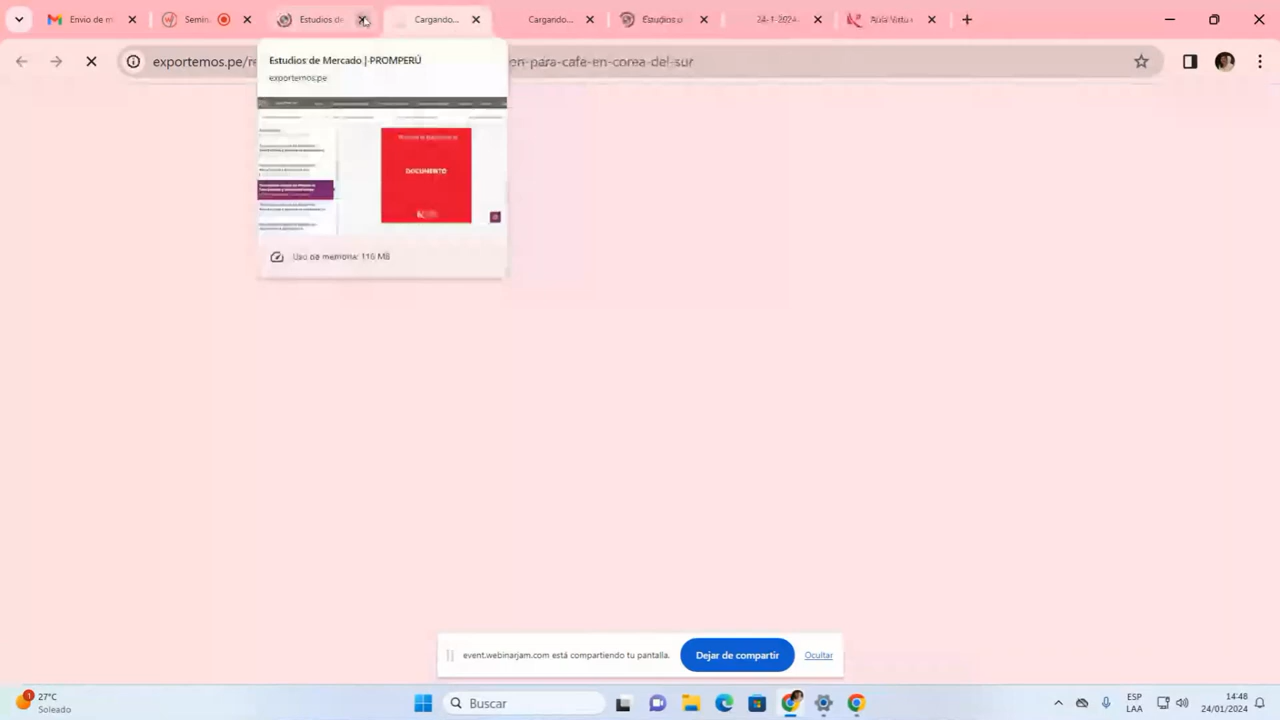 Envío de m
Semin
Estudios de
Cargando...
Cargando...
Estudios d
24-1-2024
Aula Virtu
exportemos.pe/re
en-para-cafe-en-corea-del-sur
Estudios de Mercado | PROMPERÚ
exportemos.pe
DOCUMENTO
Uso de memoria: 116 MB
event.webinarjam.com está compartiendo tu pantalla.
Dejar de compartir
Ocultar
1
27°C
Soleado
Buscar
ESP
LAA
14:48
24/01/2024